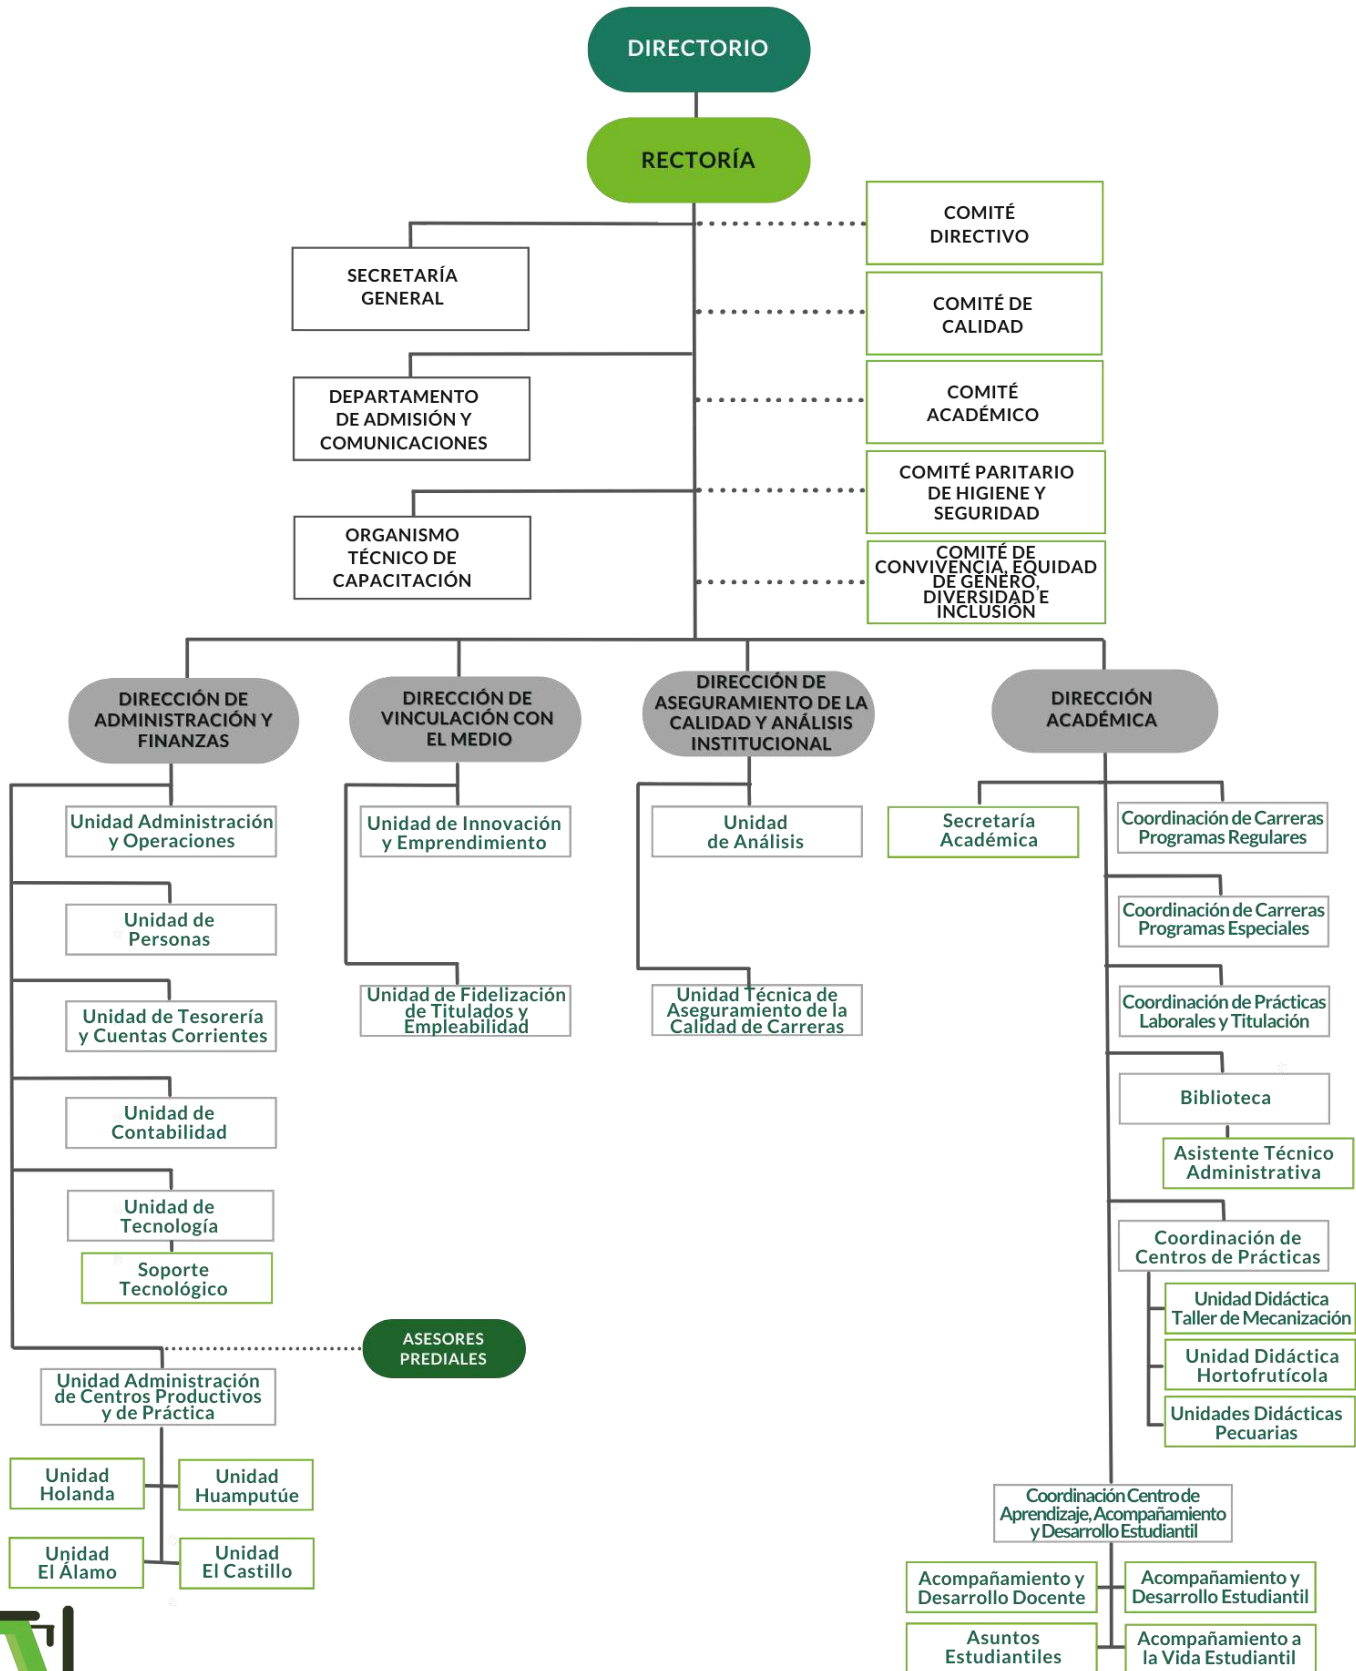 DIRECTORIO
RECTORÍA
SECRETARÍA
GENERAL
DEPARTAMENTO
DE ADMISIÓN Y
COMUNICACIONES
ORGANISMO
TÉCNICO DE
CAPACITACIÓN
COMITÉ
DIRECTIVO
COMITÉ DE
CALIDAD
COMITÉ
ACADÉMICO
COMITÉ PARITARIO
DE HIGIENE Y
SEGURIDAD
COMITÉ DE
CONVIVENCIA, EQUIDAD
DE GÉNERO,
DIVERSIDAD E
INCLUSIÓN
DIRECCIÓN DE
ADMINISTRACIÓN Y
FINANZAS
Unidad Administración
y Operaciones
Unidad de
Personas
Unidad de Tesorería
y Cuentas Corrientes
Unidad de
Contabilidad
Unidad de
Tecnología
Soporte
Tecnológico
ASESORES
PREDIALES
Unidad Administración
de Centros Productivos
y de Práctica
Unidad
Holanda
Unidad
Huamputúe
Unidad
El Álamo
Unidad
El Castillo
DIRECCIÓN DE
VINCULACIÓN CON
EL MEDIO
Unidad de Innovación
y Emprendimiento
Unidad de Fidelización
de Titulados y
Empleabilidad
DIRECCIÓN DE
ASEGURAMIENTO DE LA
CALIDAD Y ANÁLISIS
INSTITUCIONAL
Unidad
de Análisis
Unidad Técnica de
Aseguramiento de la
Calidad de Carreras
DIRECCIÓN
ACADÉMICA
Secretaría
Académica
Coordinación de Carreras
Programas Regulares
Coordinación de Carreras
Programas Especiales
Coordinación de Prácticas
Laborales y Titulación
Biblioteca
Asistente Técnico
Administrativa
Coordinación de
Centros de Prácticas
Unidad Didáctica
Taller de Mecanización
Unidad Didáctica
Hortofrutícola
Unidades Didácticas
Pecuarias
Coordinación Centro de
Aprendizaje, Acompañamiento
y Desarrollo Estudiantil
Acompañamiento y
Desarrollo Docente
Acompañamiento y
Desarrollo Estudiantil
Asuntos
Estudiantiles
Acompañamiento a
la Vida Estudiantil